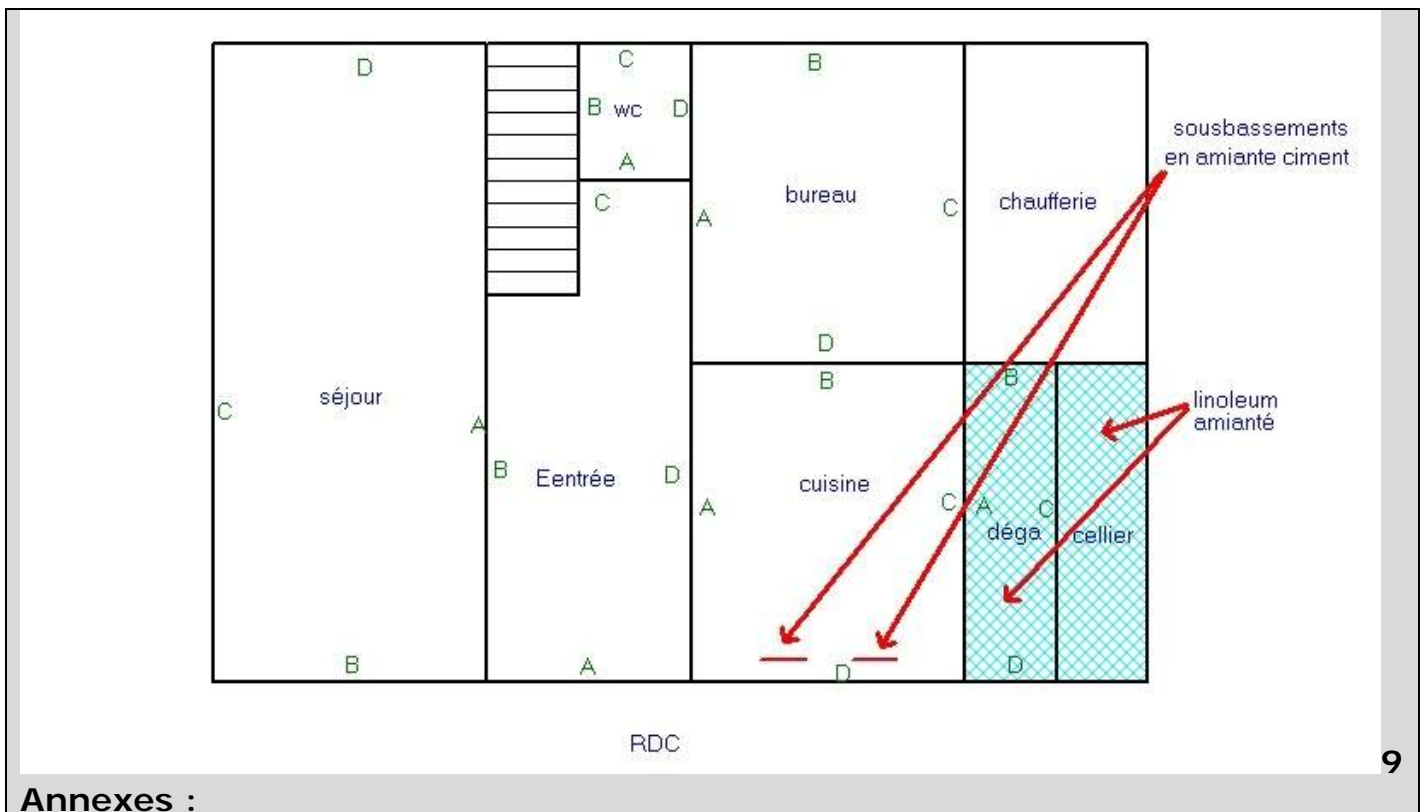 D
C
B
B
wc
D
A
C
sousbassements
en amiante ciment
bureau
A
C
chaufferie
D
B
B
séjour
C
A
linoleum
amianté
B
Eentrée
D
A
cuisine
C
A
C
déga
cellier
B
A
D
D
RDC
9
Annexes :